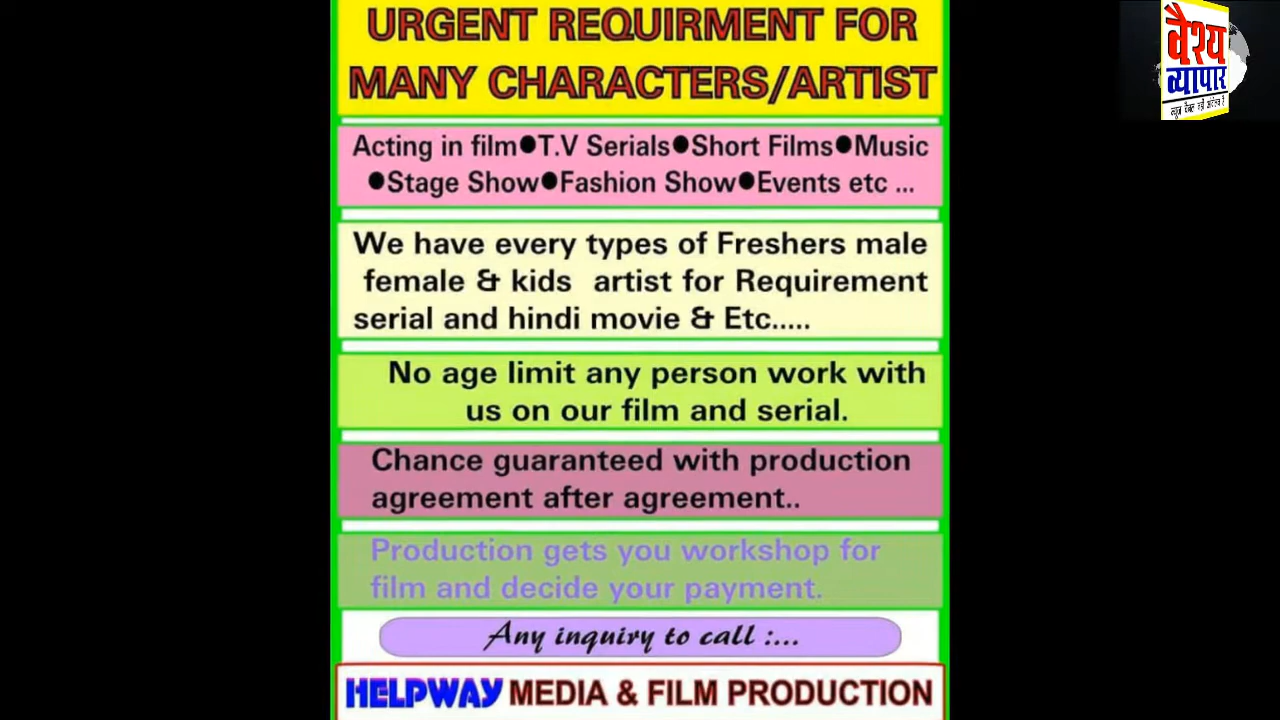 URGENT REQUIRMENT FOR
MANY CHARACTERS/ARTIST
Acting in film●T.V Serials●Short Films●Music
●Stage Show●Fashion Show●Events etc ...
We have every types of Freshers male
female & kids artist for Requirement
serial and hindi movie & Etc.....
No age limit any person work with
us on our film and serial.
Chance guaranteed with production
agreement after agreement..
Production gets you workshop for
film and decide your payment.
Any inquiry to call :...
HELPWAY MEDIA & FILM PRODUCTION
वैश्य
व्यापार